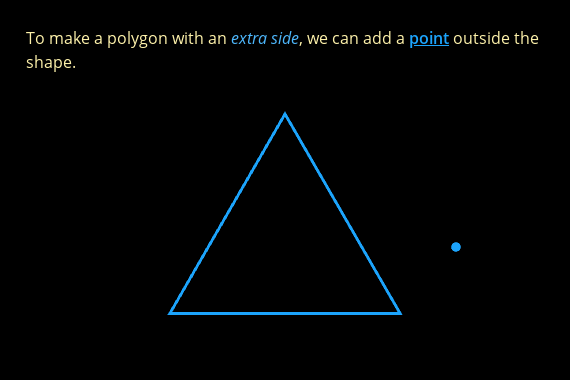 To make a polygon with an extra side, we can add a point outside the
shape.